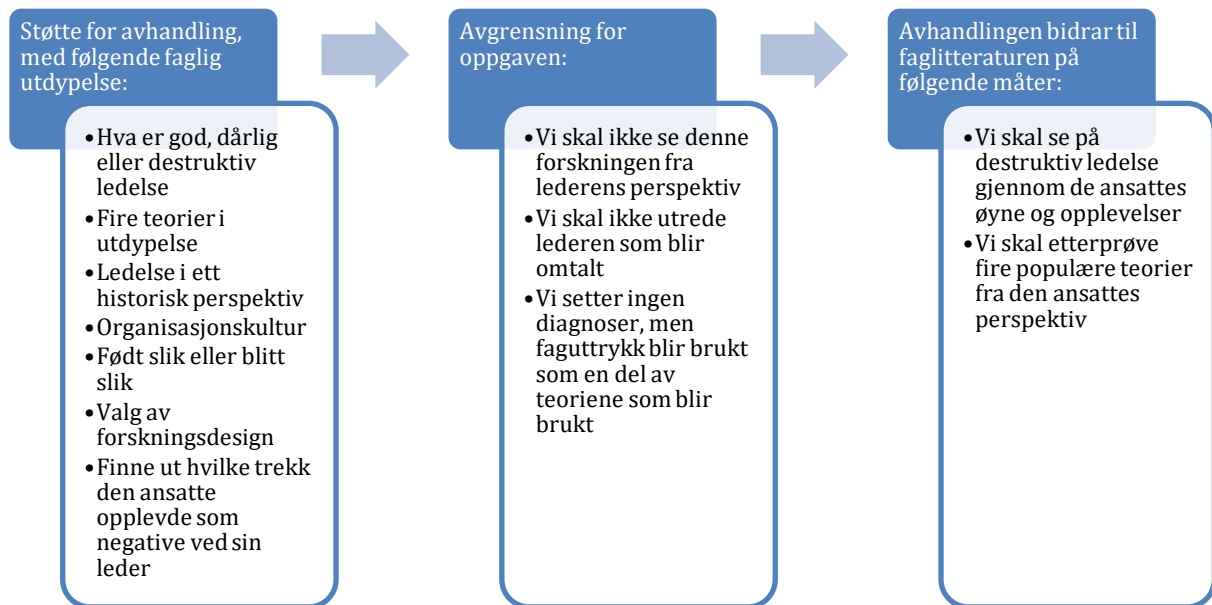 Støtte for avhandling,
med følgende faglig
utdypelse:
•Hva er god, dårlig
eller destruktiv
ledelse
•Fire teorier i
utdypelse
•Ledelse i ett
historisk perspektiv
•Organisasjonskultur
•Født slik eller blitt
slik
•Valg av
forskningsdesign
•Finne ut hvilke trekk
den ansatte
opplevde som
negative ved sin
leder
Avgrensning for
oppgaven:
•Vi skal ikke se denne
forskningen fra
lederens perspektiv
•Vi skal ikke utrede
lederen som blir
omtalt
•Vi setter ingen
diagnoser, men
faguttrykk blir brukt
som en del av
teoriene som blir
brukt
Avhandlingen bidrar til
faglitteraturen på
følgende måter:
•Vi skal se på
destruktiv ledelse
gjennom de ansattes
øyne og opplevelser
•Vi skal etterprøve
fire populære teorier
fra den ansattes
perspektiv